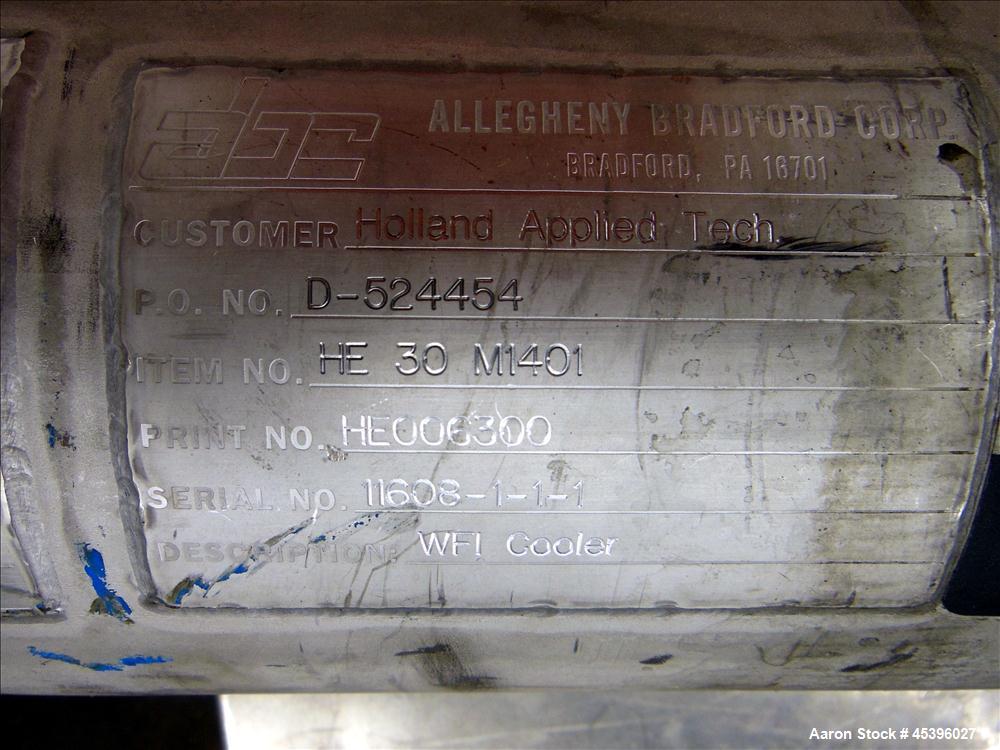 abc
ALLEGHENY BRADFORD CORP.
BRADFORD, PA 16701
CUSTOMER Holland Applied Tech.
P.O. NO. D-524454
ITEM NO. HE 30 M1401
PRINT NO. HE006300
SERIAL NO. 11608-1-1-1
DESCRIPTION: WFI Cooler
Aaron Stock # 45396027